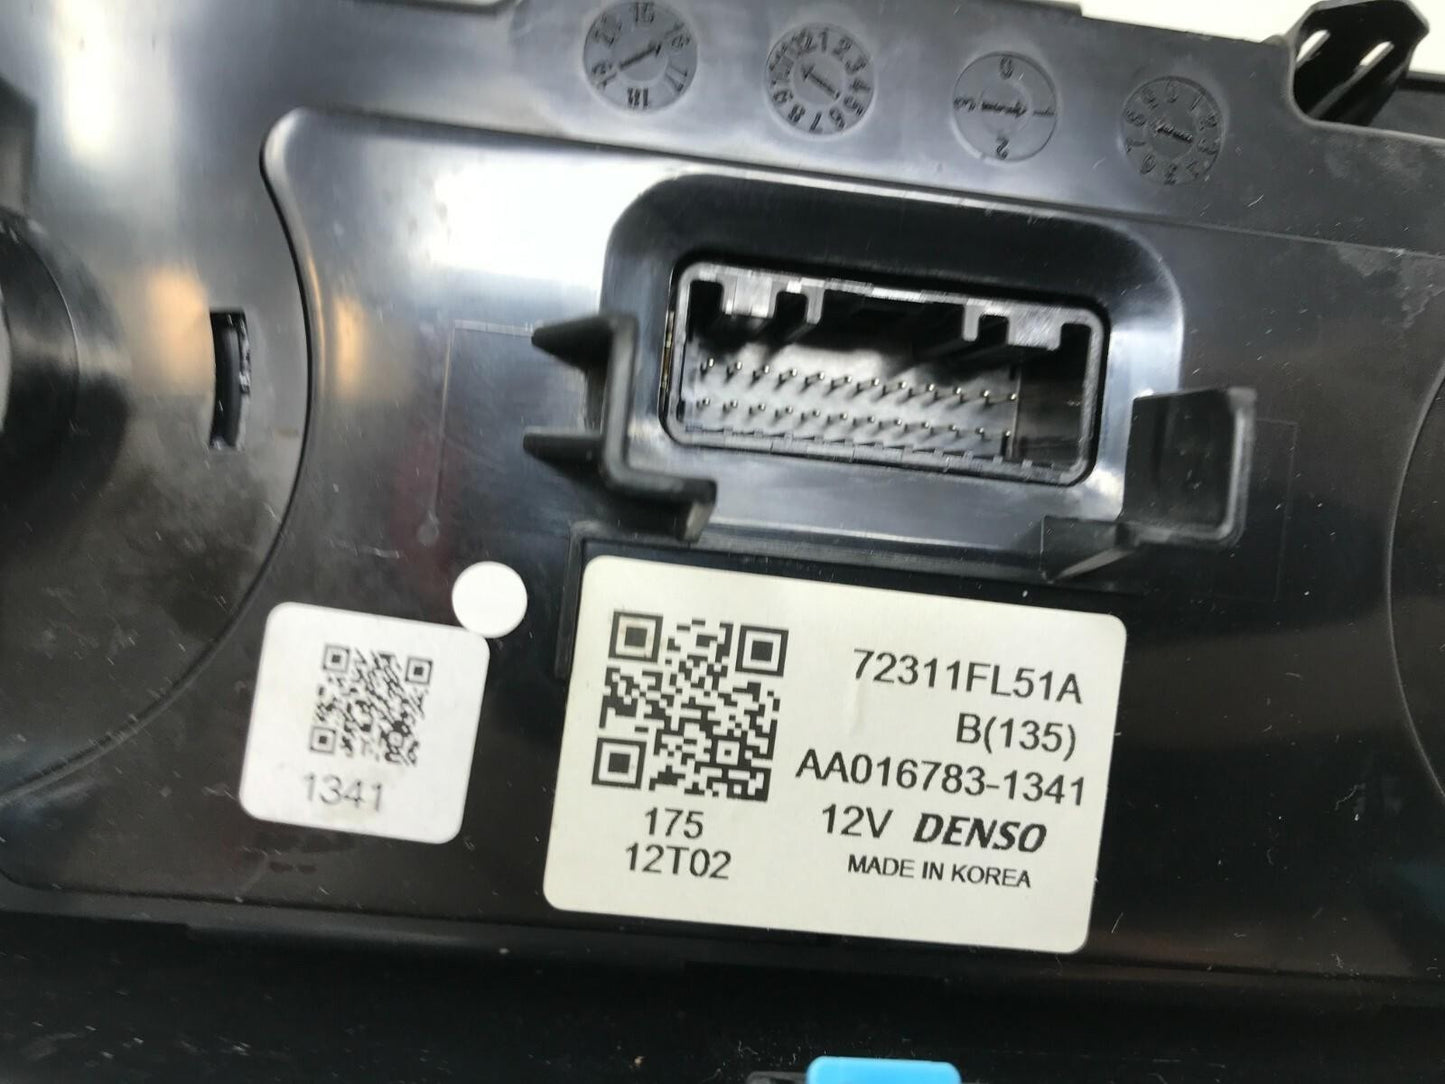 72311FL51A
B(135)
AA016783-1341
12V DENSO
MADE IN KOREA
175
12T02
1341